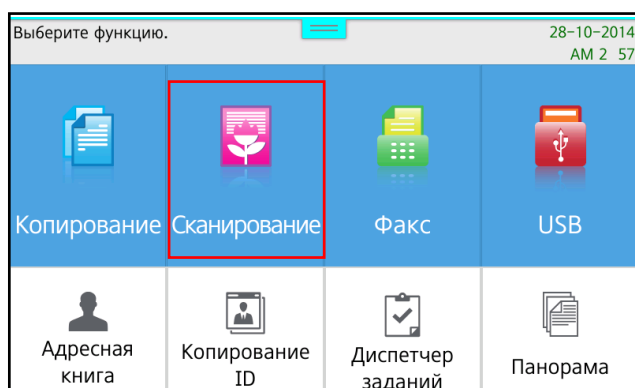 Выберите функцию.
28-10-2014
AM 2 57
Копирование
Сканирование
Факс
USB
Адресная
книга
Копирование
ID
Диспетчер
заданий
Панорама